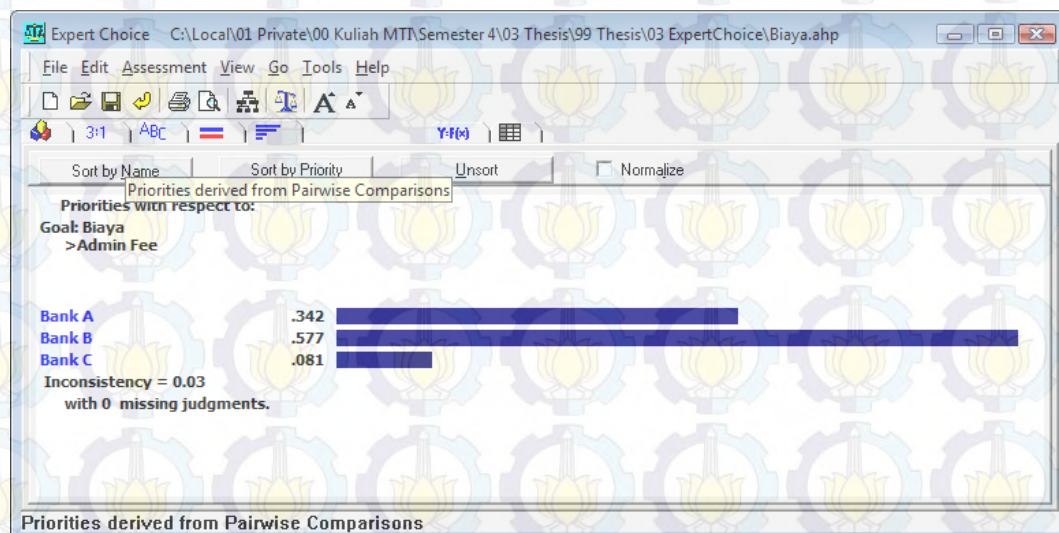 Expert Choice C:\Local\01 Private\00 Kuliah MTI\Semester 4\03 Thesis\99 Thesis\03 ExpertChoice\Biaya.ahp
File Edit Assessment View Go Tools Help
A A
3:1 ABC Y=F(x)
Sort by Name Sort by Priority Unsort Normalize
Priorities derived from Pairwise Comparisons
Priorities with respect to:
Goal: Biaya
>Admin Fee
Bank A .342
Bank B .577
Bank C .081
Inconsistency = 0.03
with 0 missing judgments.
Priorities derived from Pairwise Comparisons